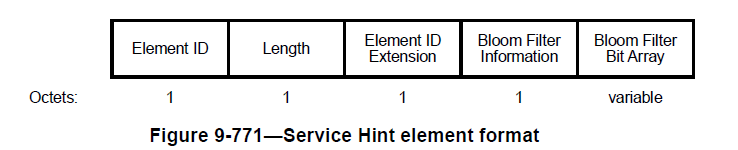 Element ID
Length
Element ID
Extension
Bloom Filter
Information
Bloom Filter
Bit Array
Octets: 1 1 1 1 variable
Figure 9-771—Service Hint element format